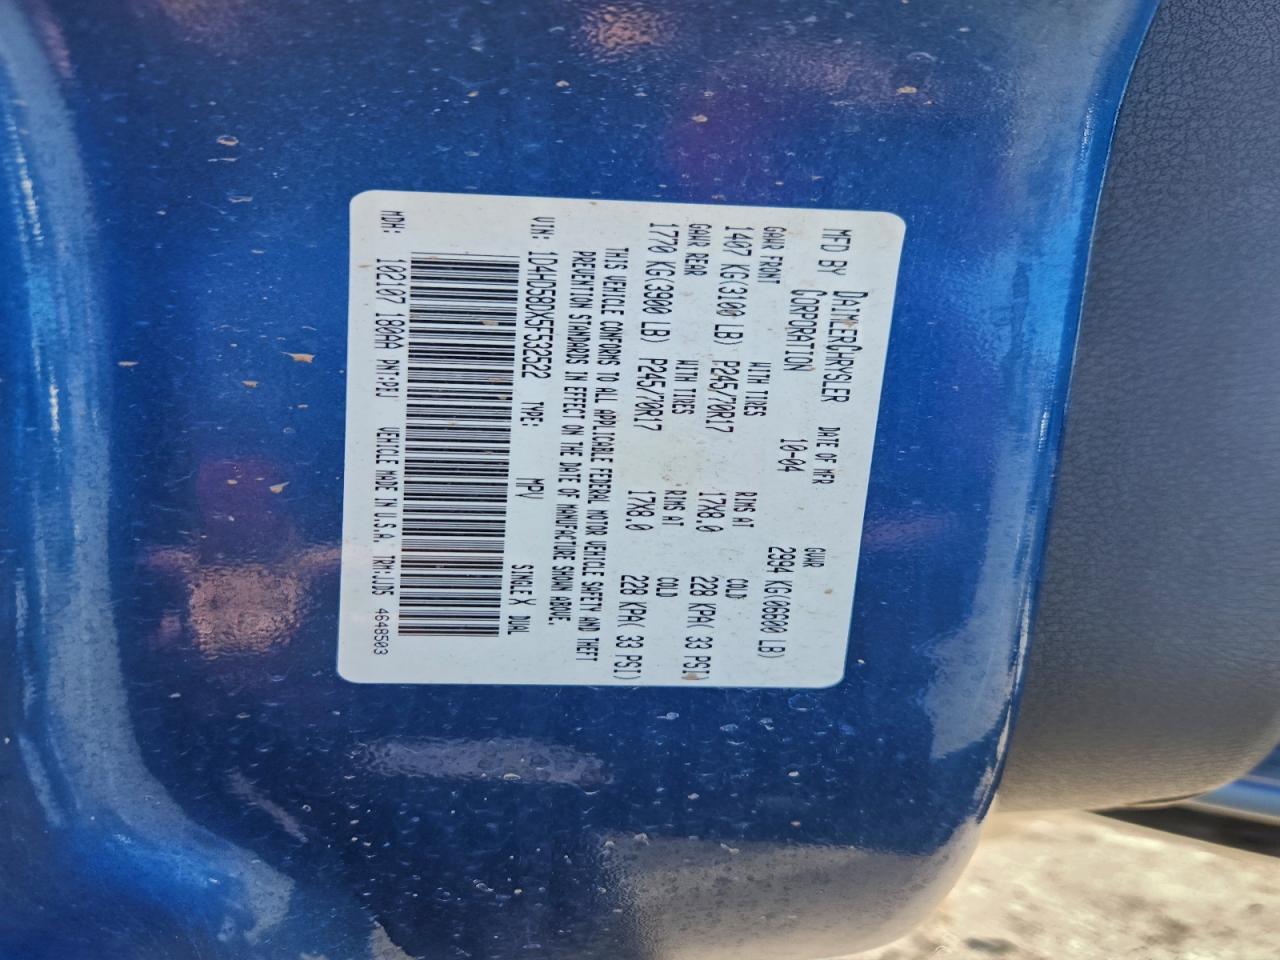 MFD BY DAIMLERCHRYSLER CORPORATION
DATE OF MFR 10-04
GVWR 2994 KG(06600 LB)
GAWR FRONT WITH TIRES RIMS AT COLD
1407 KG(3100 LB) P245/70R17 17X8.0 228 KPA( 33 PSI)
GAWR REAR WITH TIRES RIMS AT COLD
1770 KG(3900 LB) P245/70R17 17X8.0 228 KPA( 33 PSI)
THIS VEHICLE CONFORMS TO ALL APPLICABLE FEDERAL MOTOR VEHICLE SAFETY AND THEFT
PREVENTION STANDARDS IN EFFECT ON THE DATE OF MANUFACTURE SHOWN ABOVE.
VIN: 1D4HD58DX5F532522 TYPE: MPV SINGLE X DUAL
MDH: 102107 180AA PNT:PBJ VEHICLE MADE IN U.S.A. TRM:JJDS 4648503